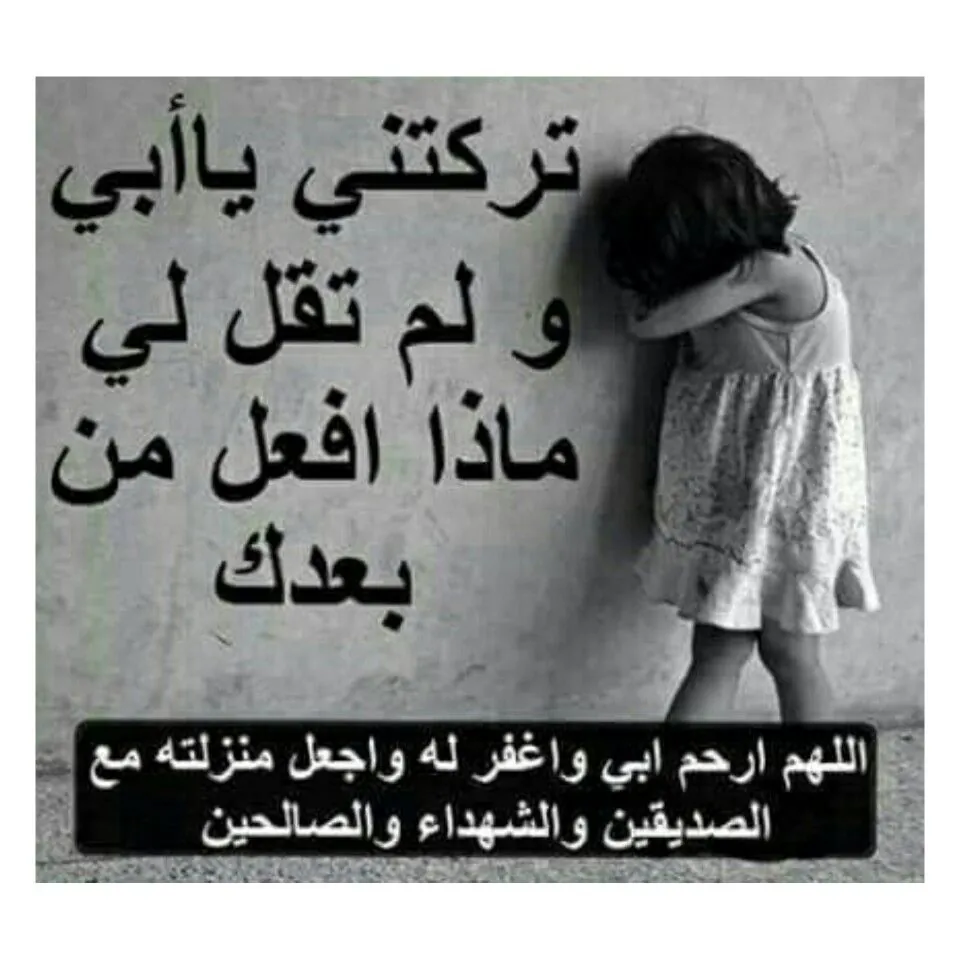 تركتني ياأبي
و لم تقل لي
ماذا افعل من
بعدك
اللهم ارحم ابي واغفر له واجعل منزلته مع
الصديقين والشهداء والصالحين